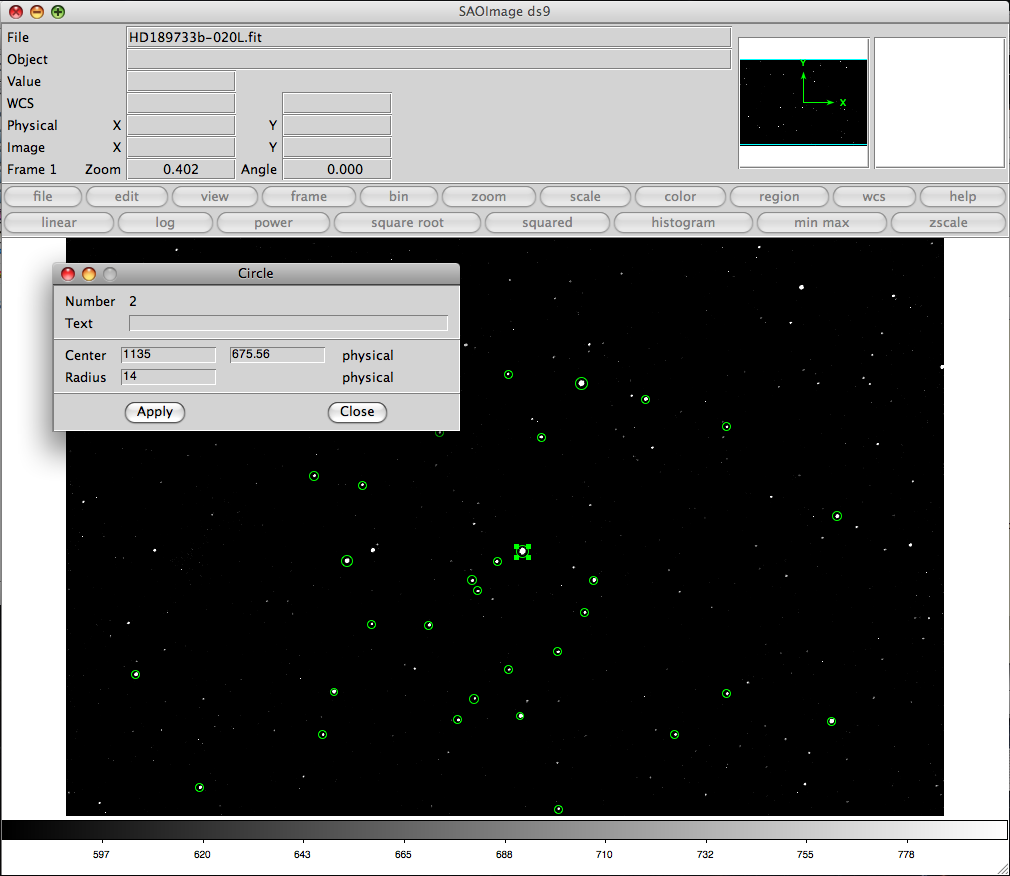 SAOImage ds9
File HD189733b-020L.fit
Object
Value
WCS
Physical X Y
Image X Y
Frame 1 Zoom 0.402 Angle 0.000
Y
X
file edit view frame bin zoom scale color region wcs help
linear log power square root squared histogram min max zscale
Circle
Number 2
Text
Center 1135 675.56 physical
Radius 14 physical
Apply Close
597 620 643 665 688 710 732 755 778